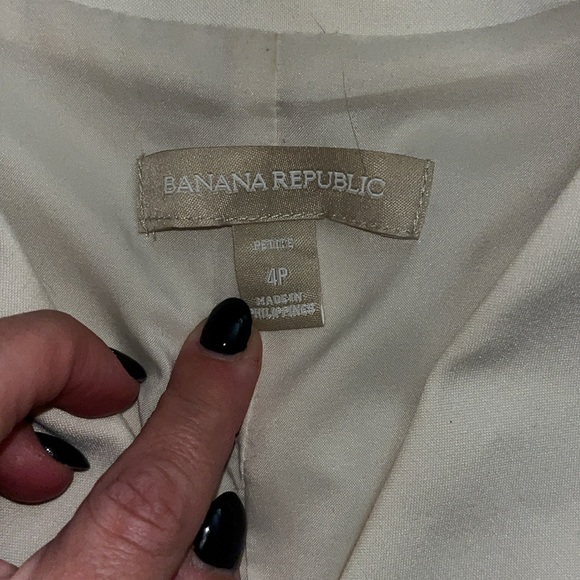 BANANA REPUBLIC
PETITE
4P
MADE IN
PHILIPPINES